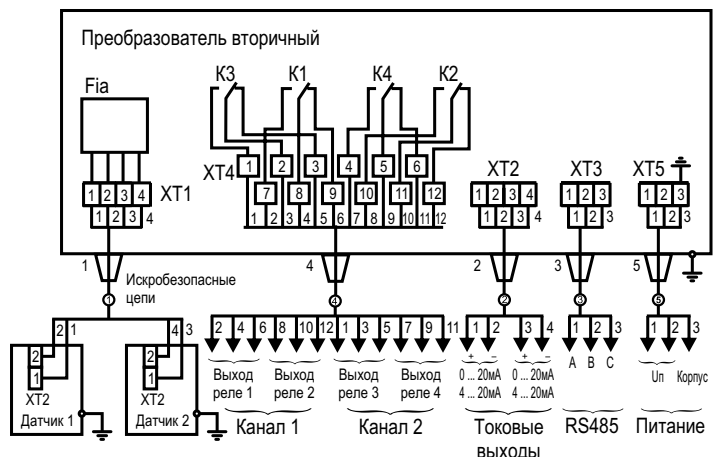 Преобразователь вторичный
Fia
К3 К1 К4 К2
1 2 3 4 5 6
XT4
7 8 9 10 11 12
1 2 3 4 5 6 7 8 9 10 11 12
1 2 3 4 XT1
1 2 3 4
XT2 XT3 XT5
1 2 3 4 1 2 3 1 2 3
1 2 3 4 1 2 3 1 2 3
1 4 2 3 5
Искробезопасные
цепи
1 4 2 3 5
2 1 4 3
2 4 6 8 10 12 1 3 5 7 9 11 1 2 3 4 1 2 3 1 2 3
2
1
XT2
Датчик 1
2
1
XT2
Датчик 2
Выход
реле 1
Выход
реле 2
Выход
реле 3
Выход
реле 4
+ −
0 ... 20мА
4 ... 20мА
+ −
0 ... 20мА
4 ... 20мА
A B C
Uп Корпус
Канал 1 Канал 2 Токовые
выходы
RS485 Питание